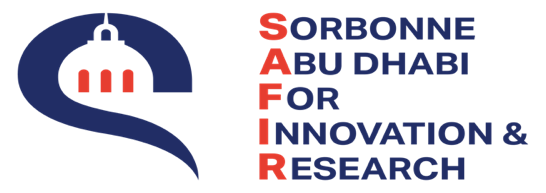 SORBONNE
ABU DHABI
FOR
INNOVATION &
RESEARCH